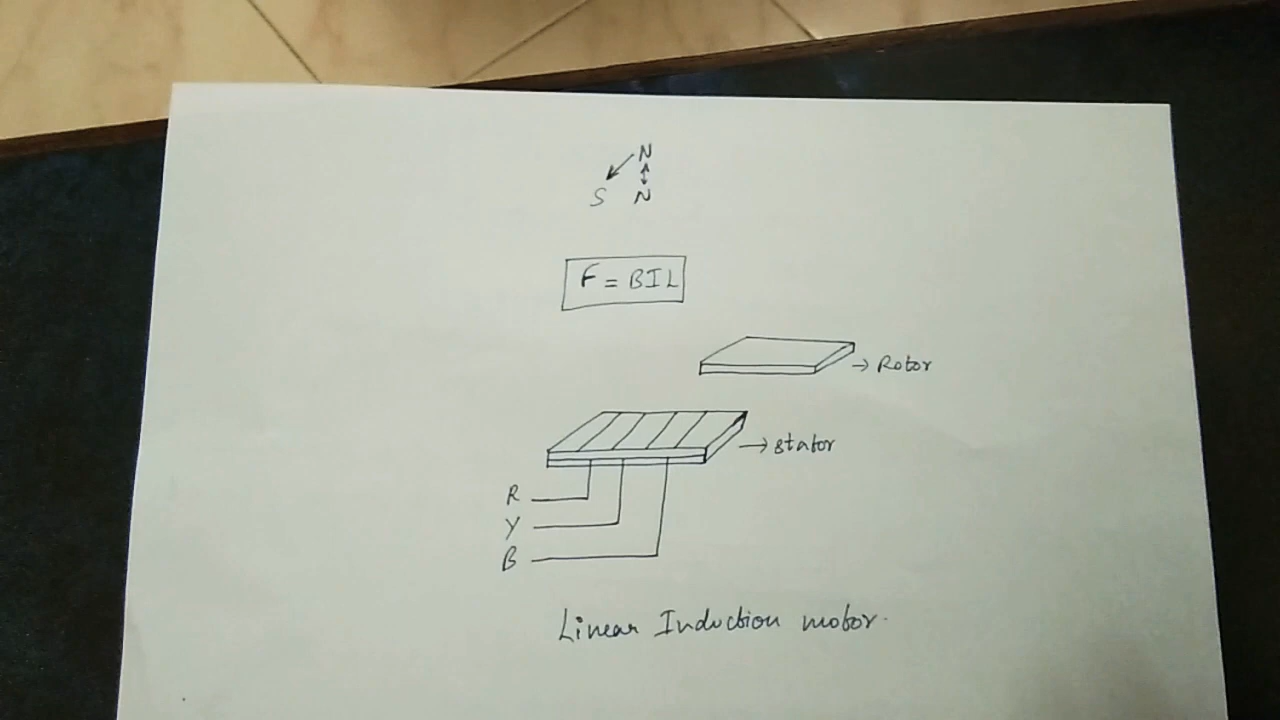 N
S N
F = BIL
→ Rotor
→ stator
R
Y
B
Linear Induction motor.